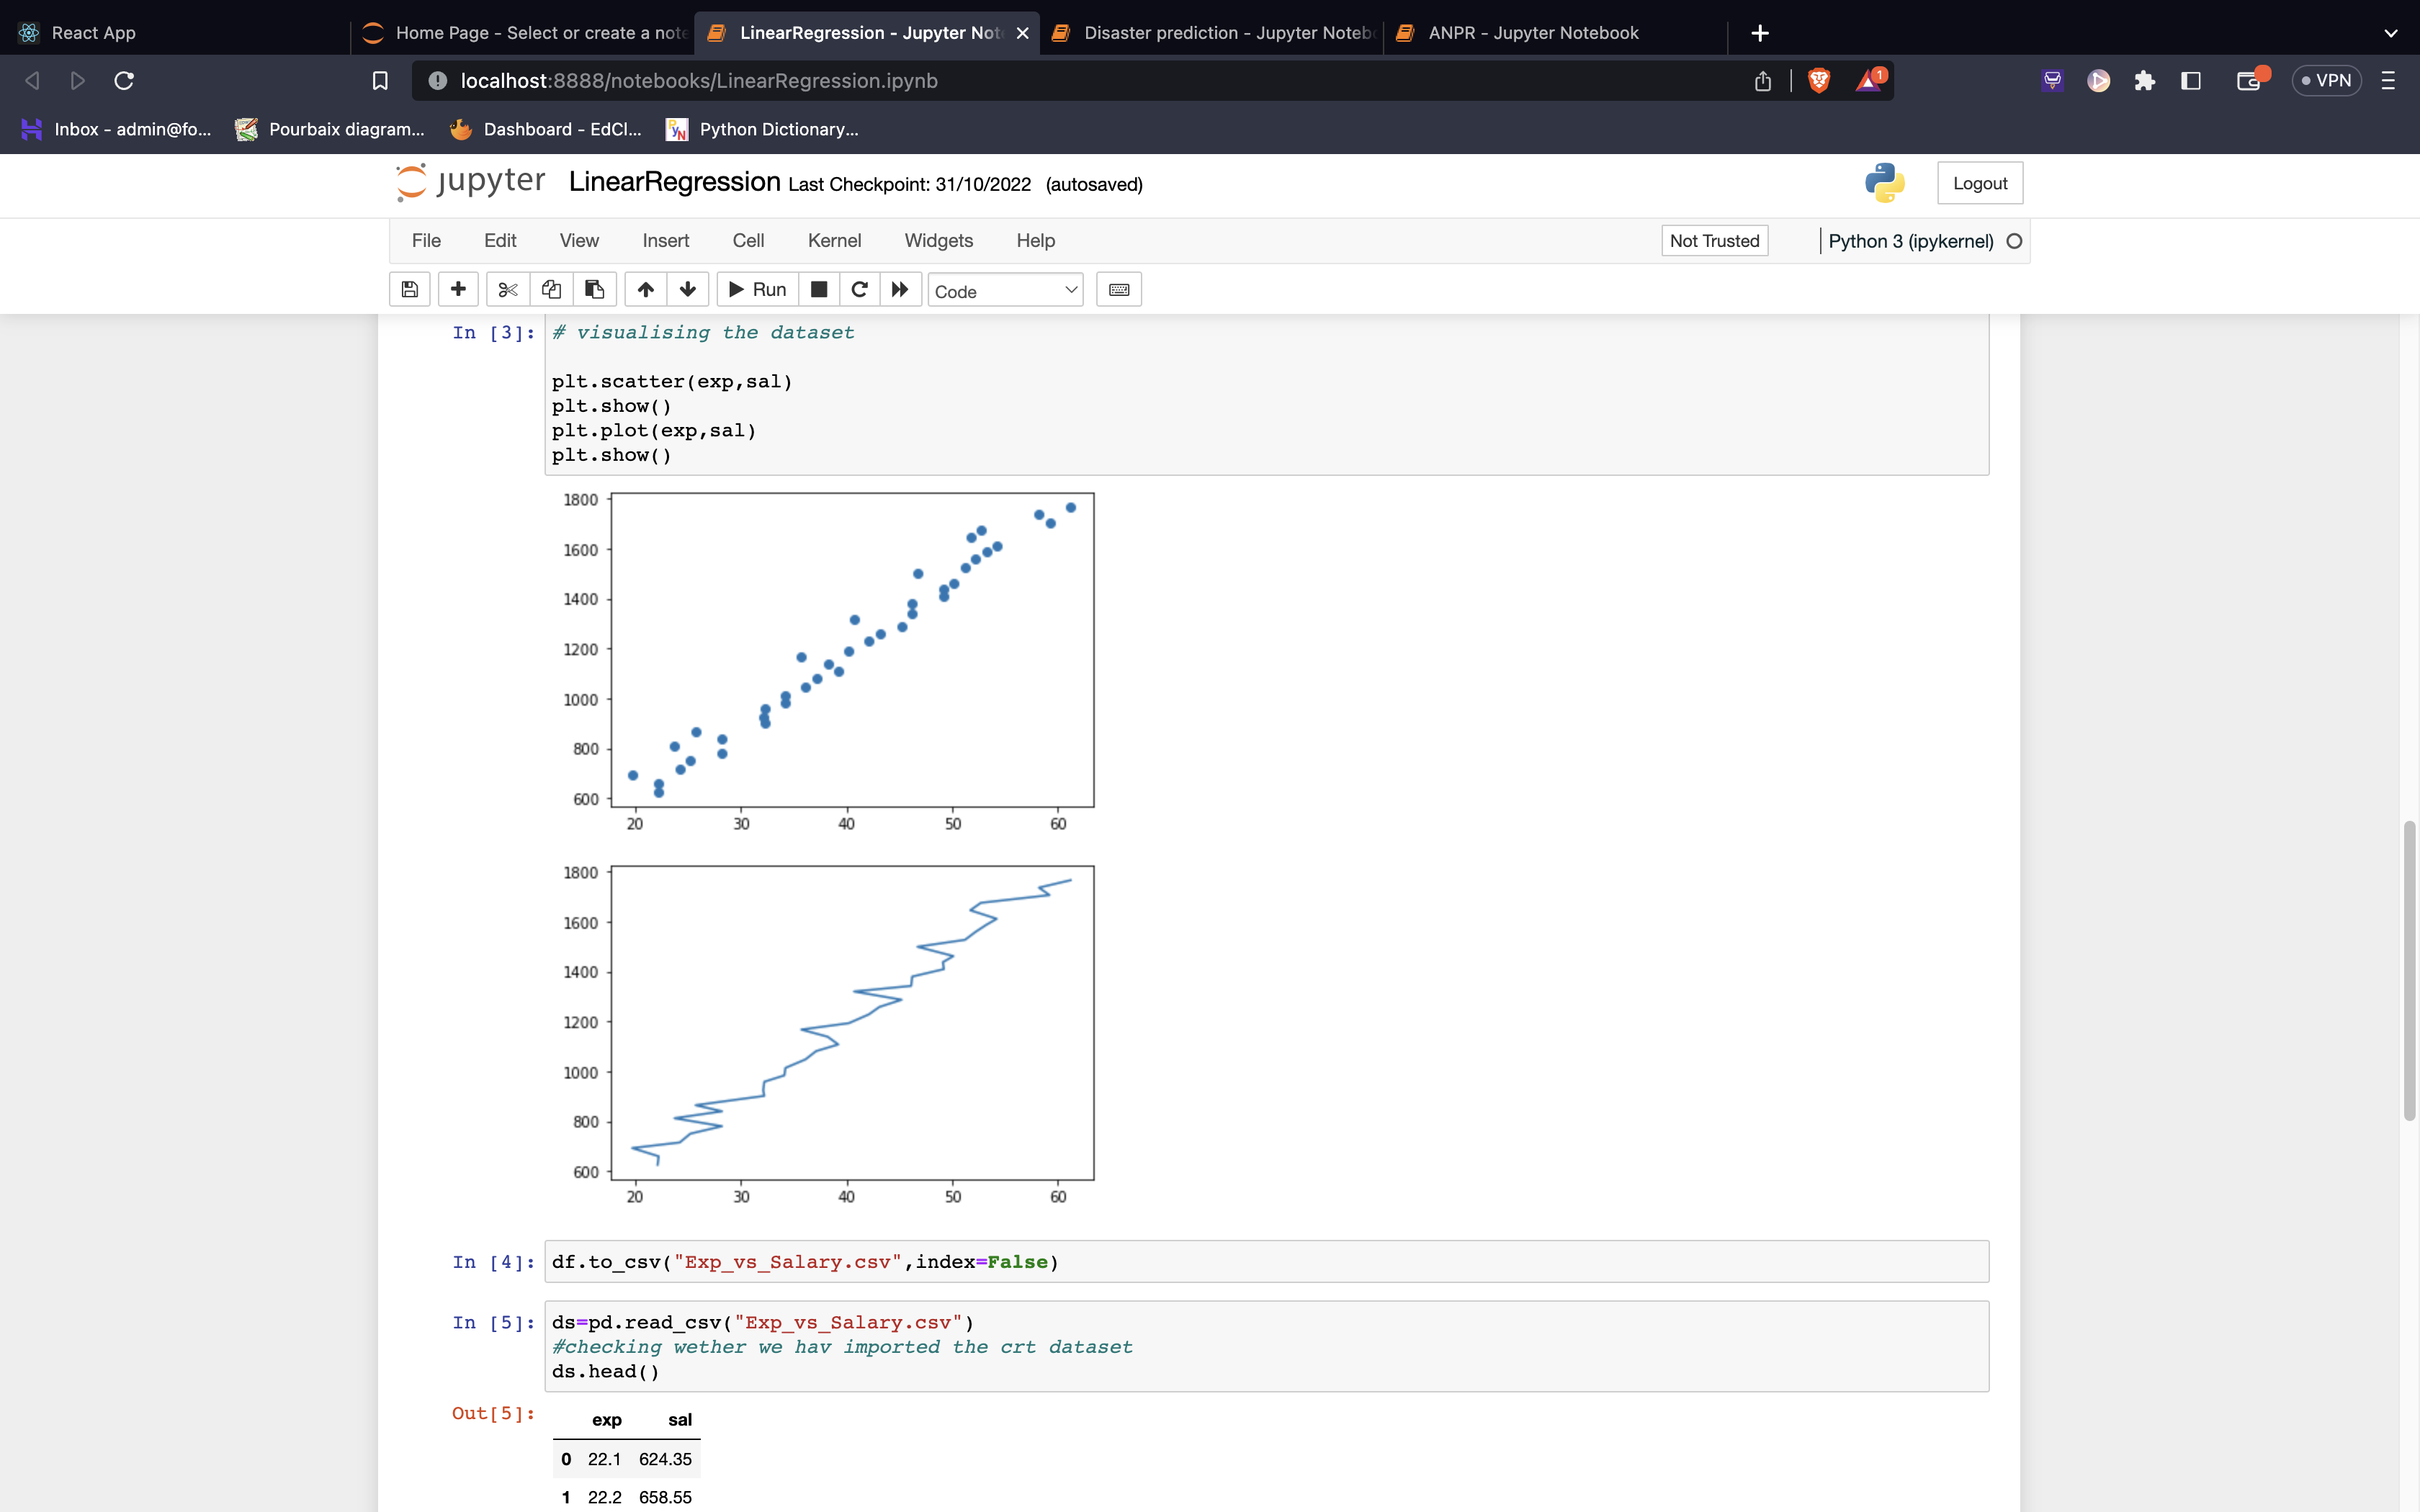 React App
Home Page - Select or create a note
LinearRegression - Jupyter Not
Disaster prediction - Jupyter Noteb
ANPR - Jupyter Notebook
localhost:8888/notebooks/LinearRegression.ipynb
1
VPN
Inbox - admin@fo...
Pourbaix diagram...
Dashboard - EdCl...
Python Dictionary...
jupyter LinearRegression Last Checkpoint: 31/10/2022 (autosaved)
Logout
File Edit View Insert Cell Kernel Widgets Help
Not Trusted
Python 3 (ipykernel)
Run
Code
In [3]: # visualising the dataset
plt.scatter(exp,sal)
plt.show()
plt.plot(exp,sal)
plt.show()
1800
1600
1400
1200
1000
800
600
20 30 40 50 60
1800
1600
1400
1200
1000
800
600
20 30 40 50 60
In [4]: df.to_csv("Exp_vs_Salary.csv",index=False)
In [5]: ds=pd.read_csv("Exp_vs_Salary.csv")
#checking wether we hav imported the crt dataset
ds.head()
Out[5]:
exp sal
0 22.1 624.35
1 22.2 658.55